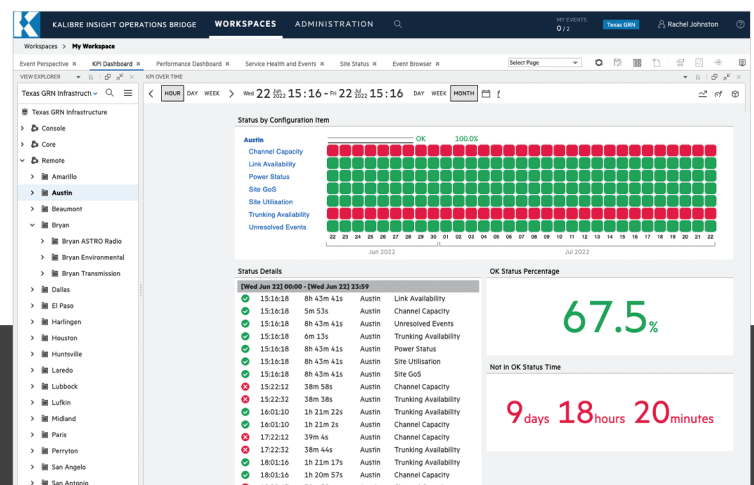 KALIBRE INSIGHT OPERATIONS BRIDGE WORKSPACES ADMINISTRATION MY EVENTS 0 / 2 Texas GRN Rachel Johnston
Workspaces > My Workspace
Event Perspective × KPI Dashboard × Performance Dashboard × Service Health and Events × Site Status × Event Browser × Select Page
VIEW EXPLORER KPI OVER TIME
Texas GRN Infrastructu HOUR DAY WEEK Wed 22 Jun 2022 15:16 - Fri 22 Jul 2022 15:16 DAY WEEK MONTH
Texas GRN Infrastructure
Console
Core
Remote
Amarillo
Austin
Beaumont
Bryan
Bryan ASTRO Radio
Bryan Environmental
Bryan Transmission
Dallas
El Paso
Harlingen
Houston
Huntsville
Laredo
Lubbock
Lufkin
Midland
Paris
Perryton
San Angelo
San Antonio
Status by Configuration Item
Austin OK 100.0%
Channel Capacity
Link Availability
Power Status
Site GoS
Site Utilisation
Trunking Availability
Unresolved Events
22 23 24 25 26 27 28 29 30 01 02 03 04 05 06 07 08 09 10 11 12 13 14 15 16 17 18 19 20 21 22
Jun 2022 Jul 2022
Status Details
[Wed Jun 22] 00:00 - [Wed Jun 22] 23:59
15:16:18 8h 43m 41s Austin Link Availability
15:16:18 5m 53s Austin Channel Capacity
15:16:18 8h 43m 41s Austin Unresolved Events
15:16:18 6m 13s Austin Trunking Availability
15:16:18 8h 43m 41s Austin Power Status
15:16:18 8h 43m 41s Austin Site Utilisation
15:16:18 8h 43m 41s Austin Site GoS
15:22:12 38m 58s Austin Channel Capacity
15:22:32 38m 38s Austin Trunking Availability
16:01:10 1h 21m 22s Austin Trunking Availability
16:01:10 1h 21m 2s Austin Channel Capacity
17:22:12 39m 4s Austin Channel Capacity
17:22:32 38m 44s Austin Trunking Availability
18:01:16 1h 21m 17s Austin Trunking Availability
18:01:16 1h 20m 57s Austin Channel Capacity
OK Status Percentage
67.5%
Not in OK Status Time
9 days 18 hours 20 minutes